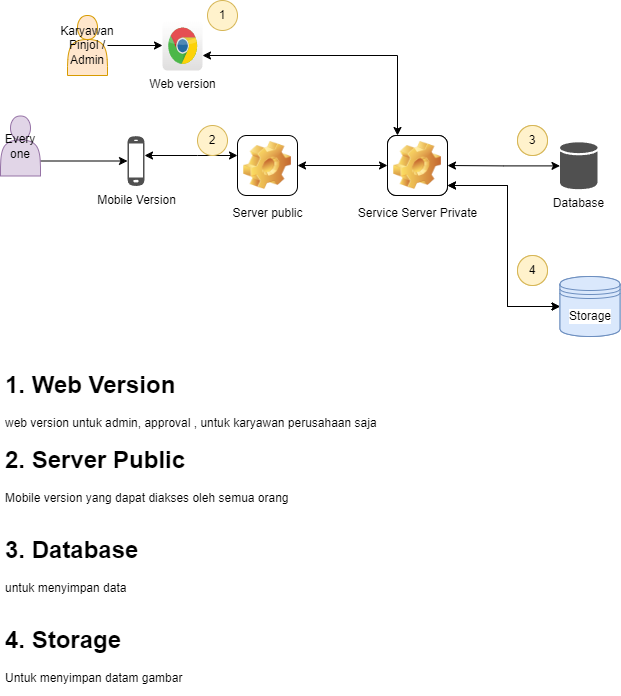 1
Karyawan
Pinjol /
Admin
Web version
Every
one
2
3
Mobile Version
Server public
Service Server Private
Database
4
Storage
1. Web Version
web version untuk admin, approval , untuk karyawan perusahaan saja
2. Server Public
Mobile version yang dapat diakses oleh semua orang
3. Database
untuk menyimpan data
4. Storage
Untuk menyimpan datam gambar